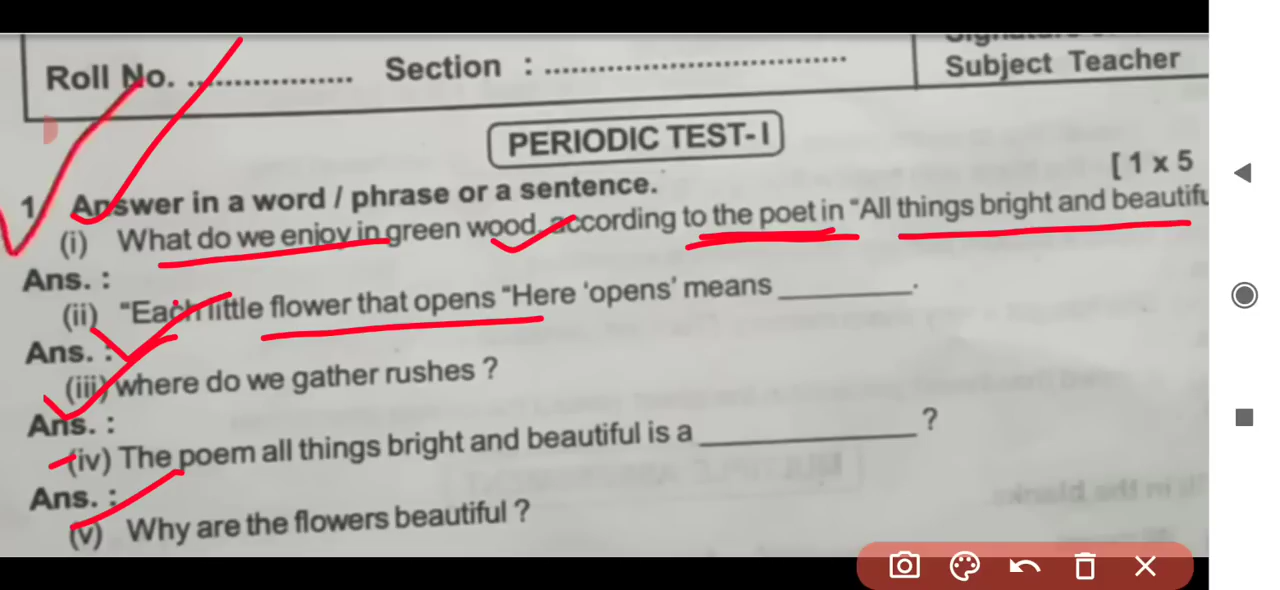 Roll No. ................. Section : ..................................
Subject Teacher
PERIODIC TEST-I
[ 1 x 5
1. Answer in a word / phrase or a sentence.
(i) What do we enjoy in green wood, according to the poet in “All things bright and beautifu
Ans. :
(ii) “Each little flower that opens “Here ‘opens’ means __________.
Ans. :
(iii) where do we gather rushes ?
Ans. :
(iv) The poem all things bright and beautiful is a ________________ ?
Ans. :
(v) Why are the flowers beautiful ?